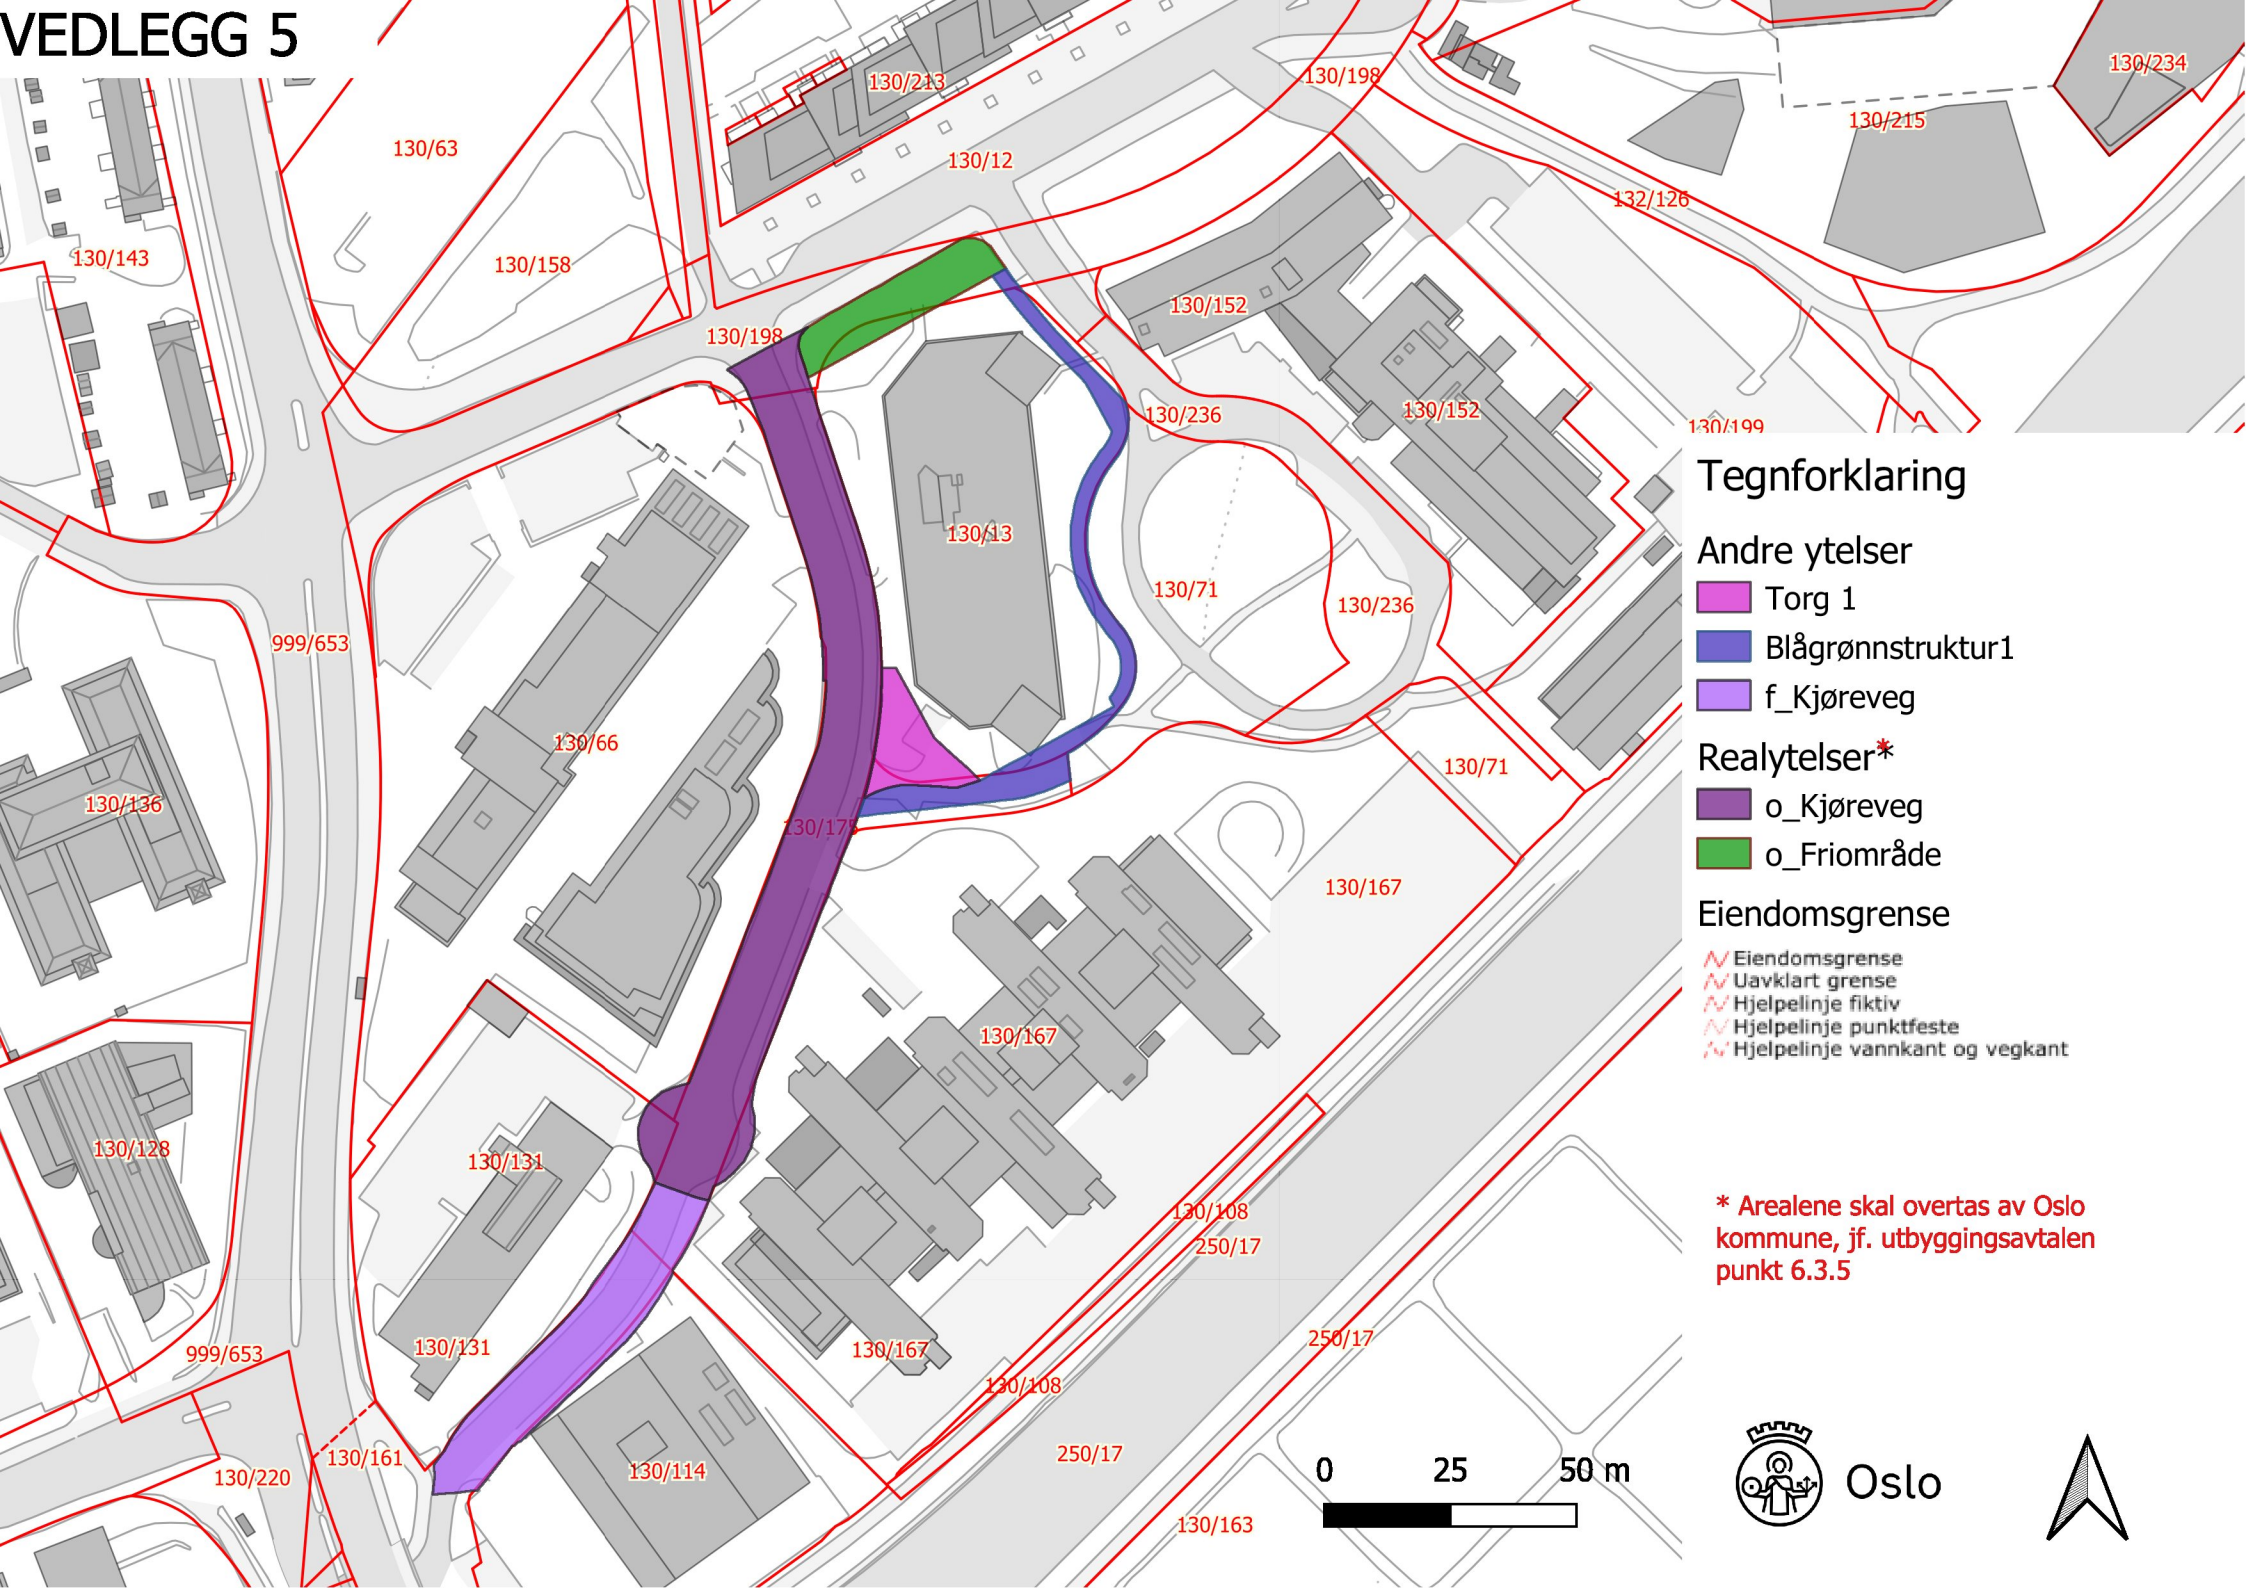 VEDLEGG 5
130/213
130/198
130/234
130/215
130/63
130/12
132/126
130/143
130/158
130/152
130/198
130/236
130/152
130/199
130/13
130/71
130/236
999/653
130/66
130/71
130/136
130/175
130/167
130/167
130/128
130/131
130/108
250/17
250/17
999/653
130/131
130/167
130/108
130/161
130/220
130/114
250/17
130/163
Tegnforklaring
Andre ytelser
Torg 1
Blågrønnstruktur1
f_Kjøreveg
Realytelser*
o_Kjøreveg
o_Friområde
Eiendomsgrense
Eiendomsgrense
Uavklart grense
Hjelpelinje fiktiv
Hjelpelinje punktfeste
Hjelpelinje vannkant og vegkant
* Arealene skal overtas av Oslo
kommune, jf. utbyggingsavtalen
punkt 6.3.5
0 25 50 m
Oslo